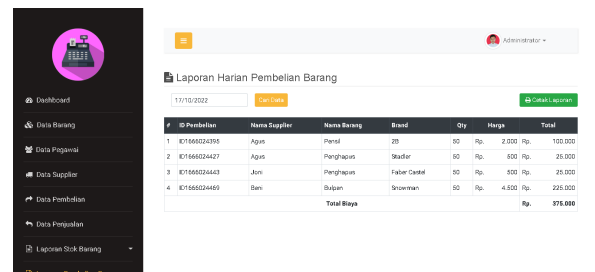 Administrator
Laporan Harian Pembelian Barang
17/10/2022 Cari Data Cetak Laporan
# ID Pembelian Nama Supplier Nama Barang Brand Qty Harga Total
1 ID1666024395 Agus Pensil 2B 50 Rp. 2.000 Rp. 100.000
2 ID1666024427 Agus Penghapus Stadler 50 Rp. 500 Rp. 25.000
3 ID1666024443 Joni Penghapus Faber Castel 50 Rp. 500 Rp. 25.000
4 ID1666024469 Beni Bulpen Snowman 50 Rp. 4.500 Rp. 225.000
Total Biaya Rp. 375.000
Dashboard
Data Barang
Data Pegawai
Data Supplier
Data Pembelian
Data Penjualan
Laporan Stok Barang